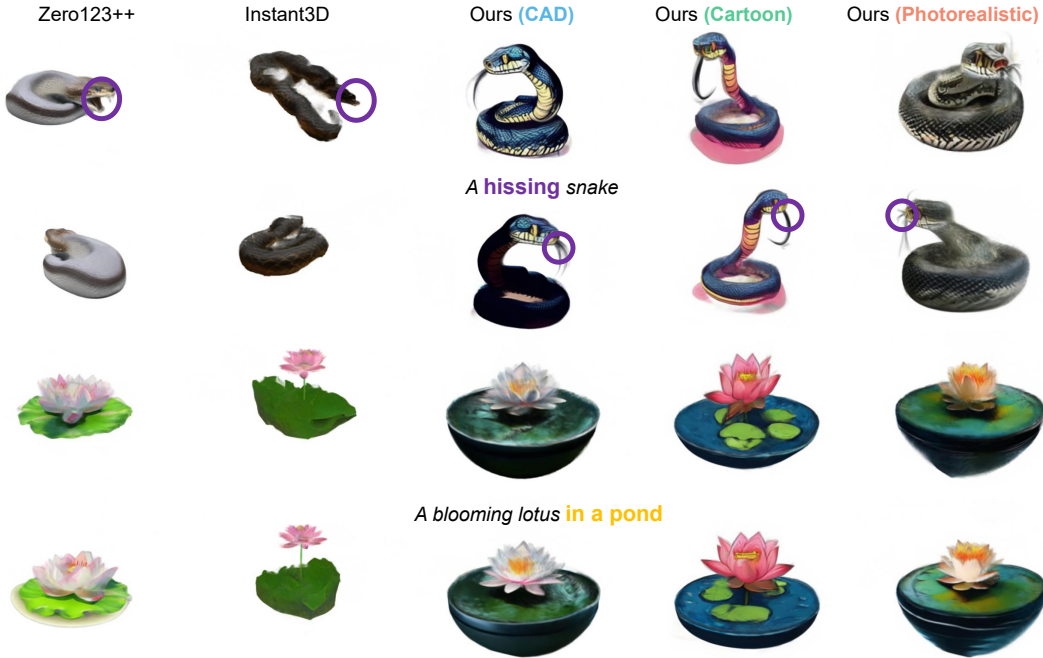 Zero123++ Instant3D Ours (CAD) Ours (Cartoon) Ours (Photorealistic)
A hissing snake
A blooming lotus in a pond